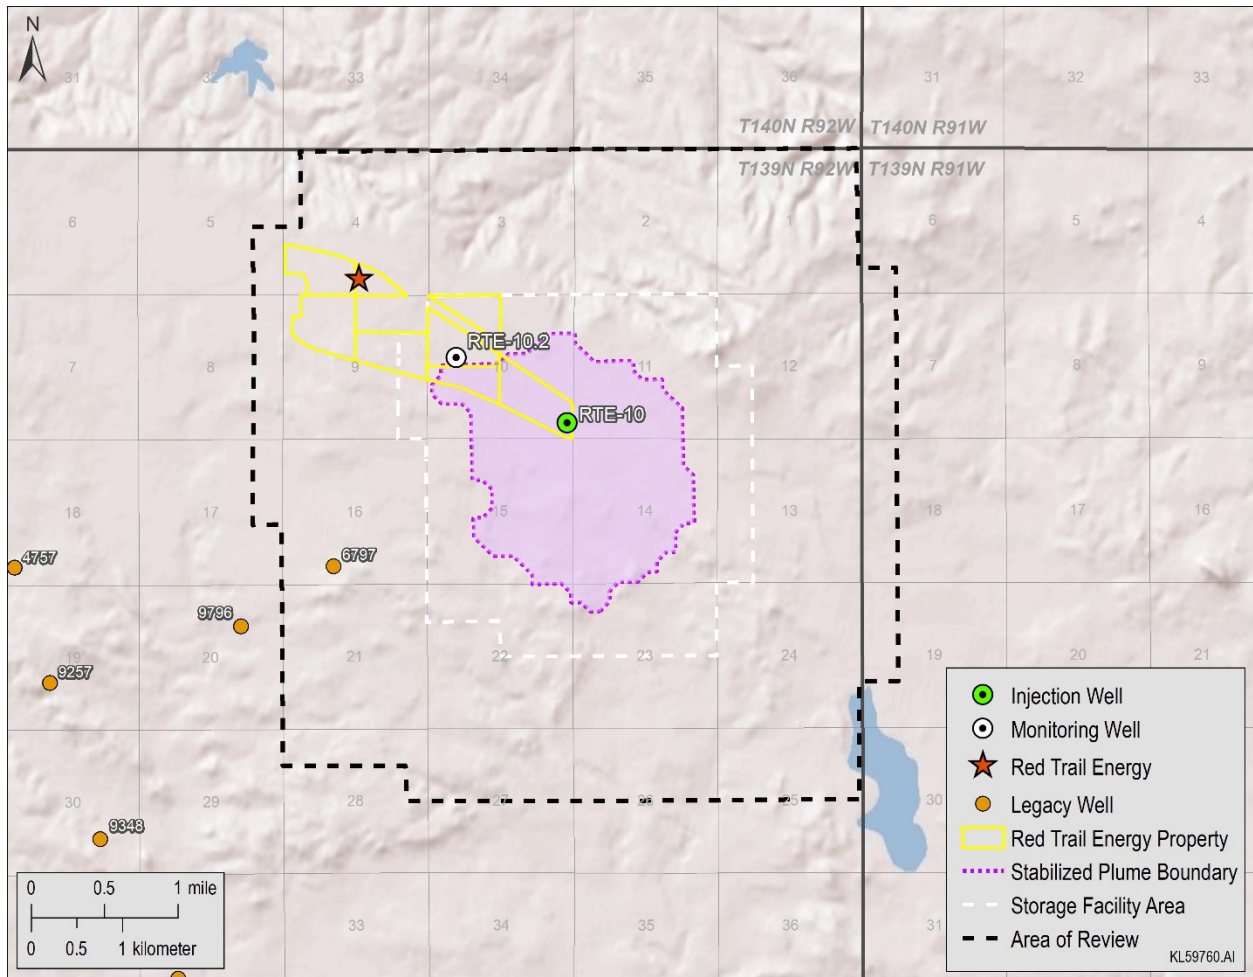 N
31 32 33 34 35 36 31 32 33
T140N R92W T140N R91W
T139N R92W T139N R91W
6 5 4 3 2 1 6 5 4
RTE-10.2
7 8 9 10 11 12 7 8 9
RTE-10
18 17 16 15 14 13 18 17 16
4757 6797
9796
19 20 21 22 23 24 19 20 21
9257
30 29 28 27 26 25 30
9348
33 34 35 36 31
0 0.5 1 mile
0 0.5 1 kilometer
Injection Well
Monitoring Well
Red Trail Energy
Legacy Well
Red Trail Energy Property
Stabilized Plume Boundary
Storage Facility Area
Area of Review
KL59760.AI